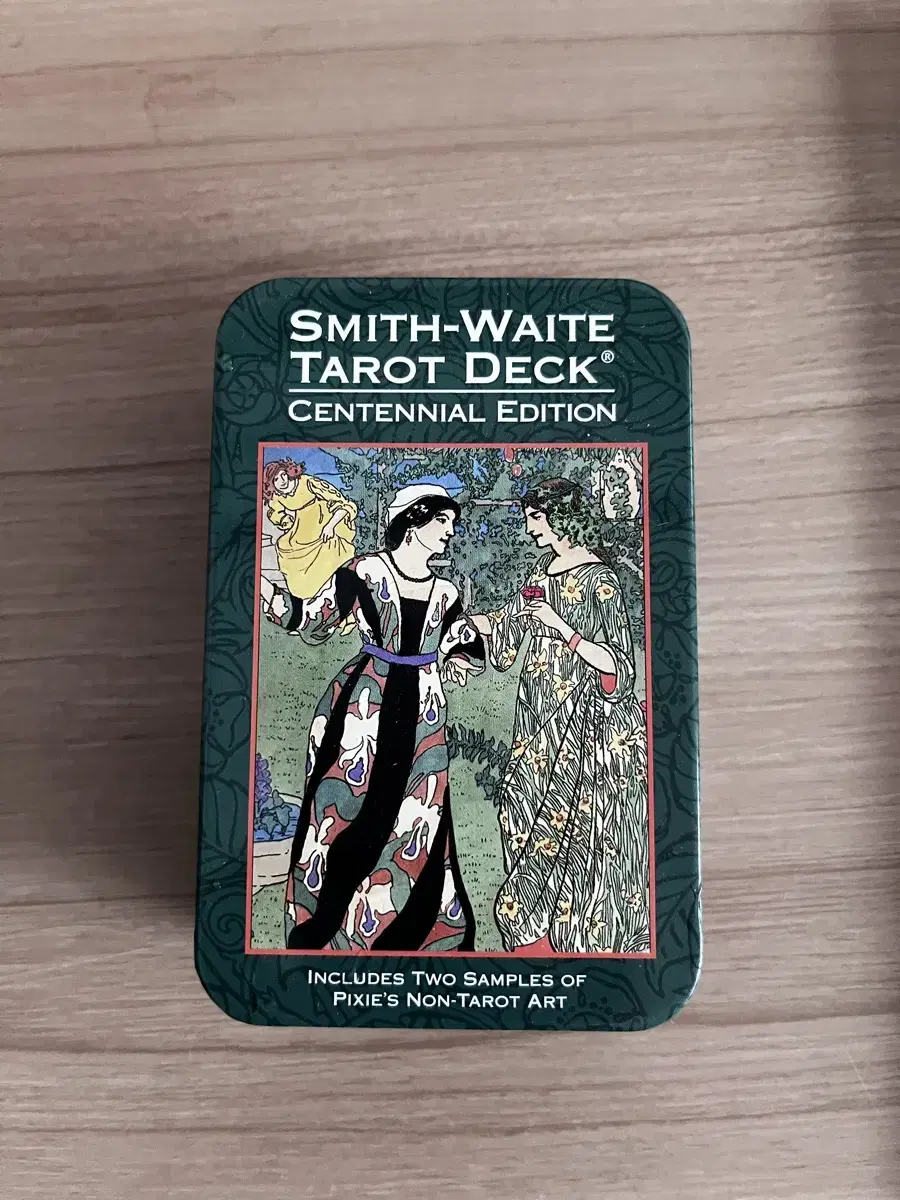 SMITH-WAITE
TAROT DECK®
CENTENNIAL EDITION
INCLUDES TWO SAMPLES OF
PIXIE'S NON-TAROT ART